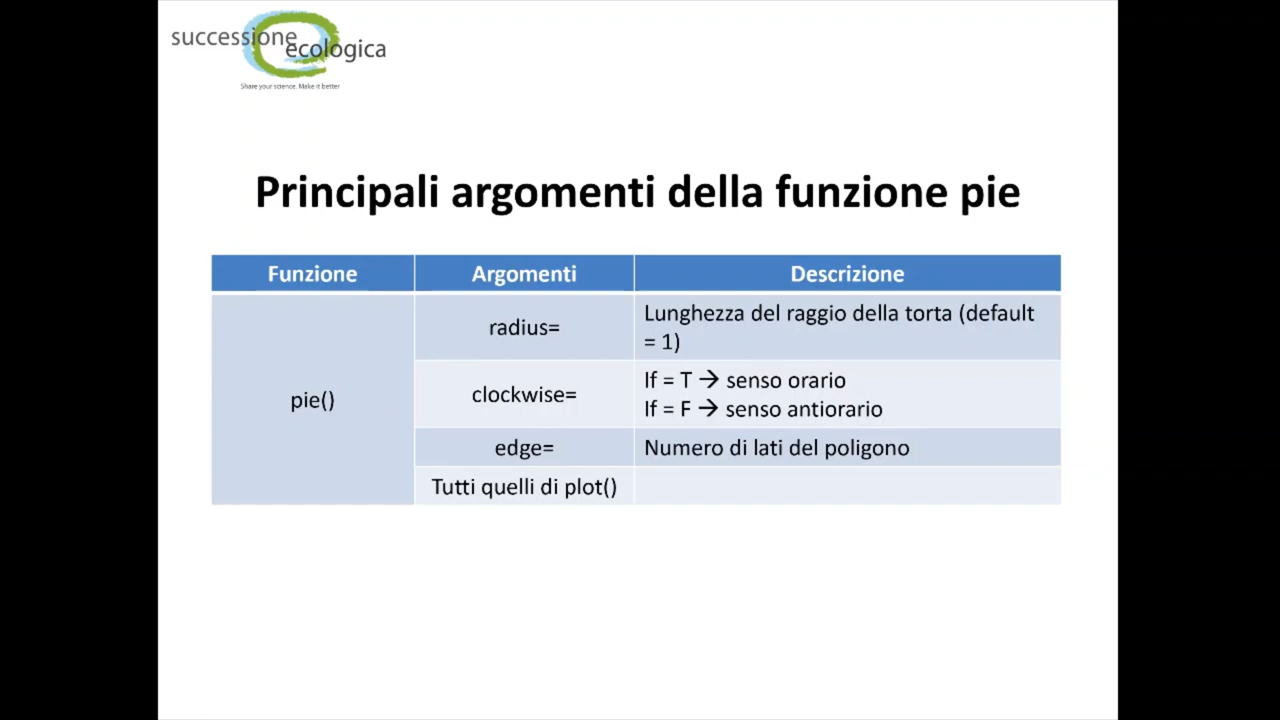 successione
ecologica
Share your science. Make it better
Principali argomenti della funzione pie
Funzione
Argomenti
Descrizione
pie()
radius=
Lunghezza del raggio della torta (default
= 1)
clockwise=
If = T → senso orario
If = F → senso antiorario
edge=
Numero di lati del poligono
Tutti quelli di plot()